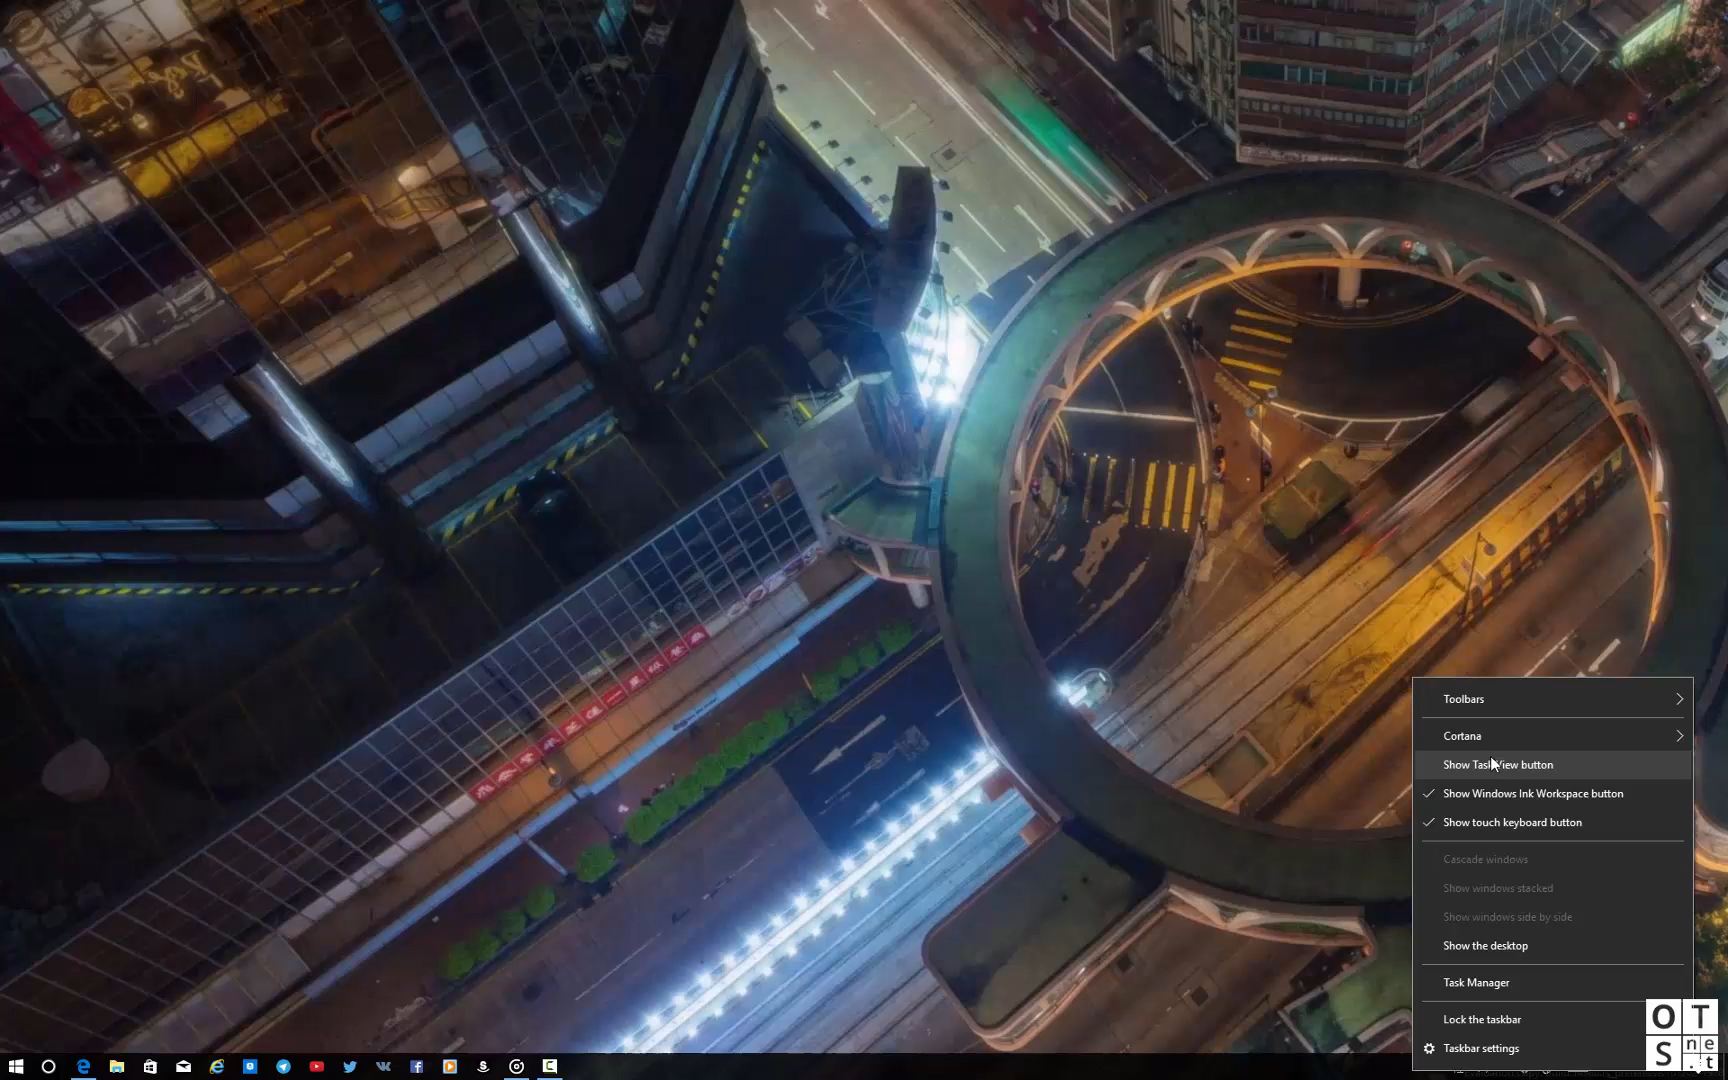 Toolbars
Cortana
Show Task View button
Show Windows Ink Workspace button
Show touch keyboard button
Cascade windows
Show windows stacked
Show windows side by side
Show the desktop
Task Manager
Lock the taskbar
Taskbar settings
O T
S ne
.t